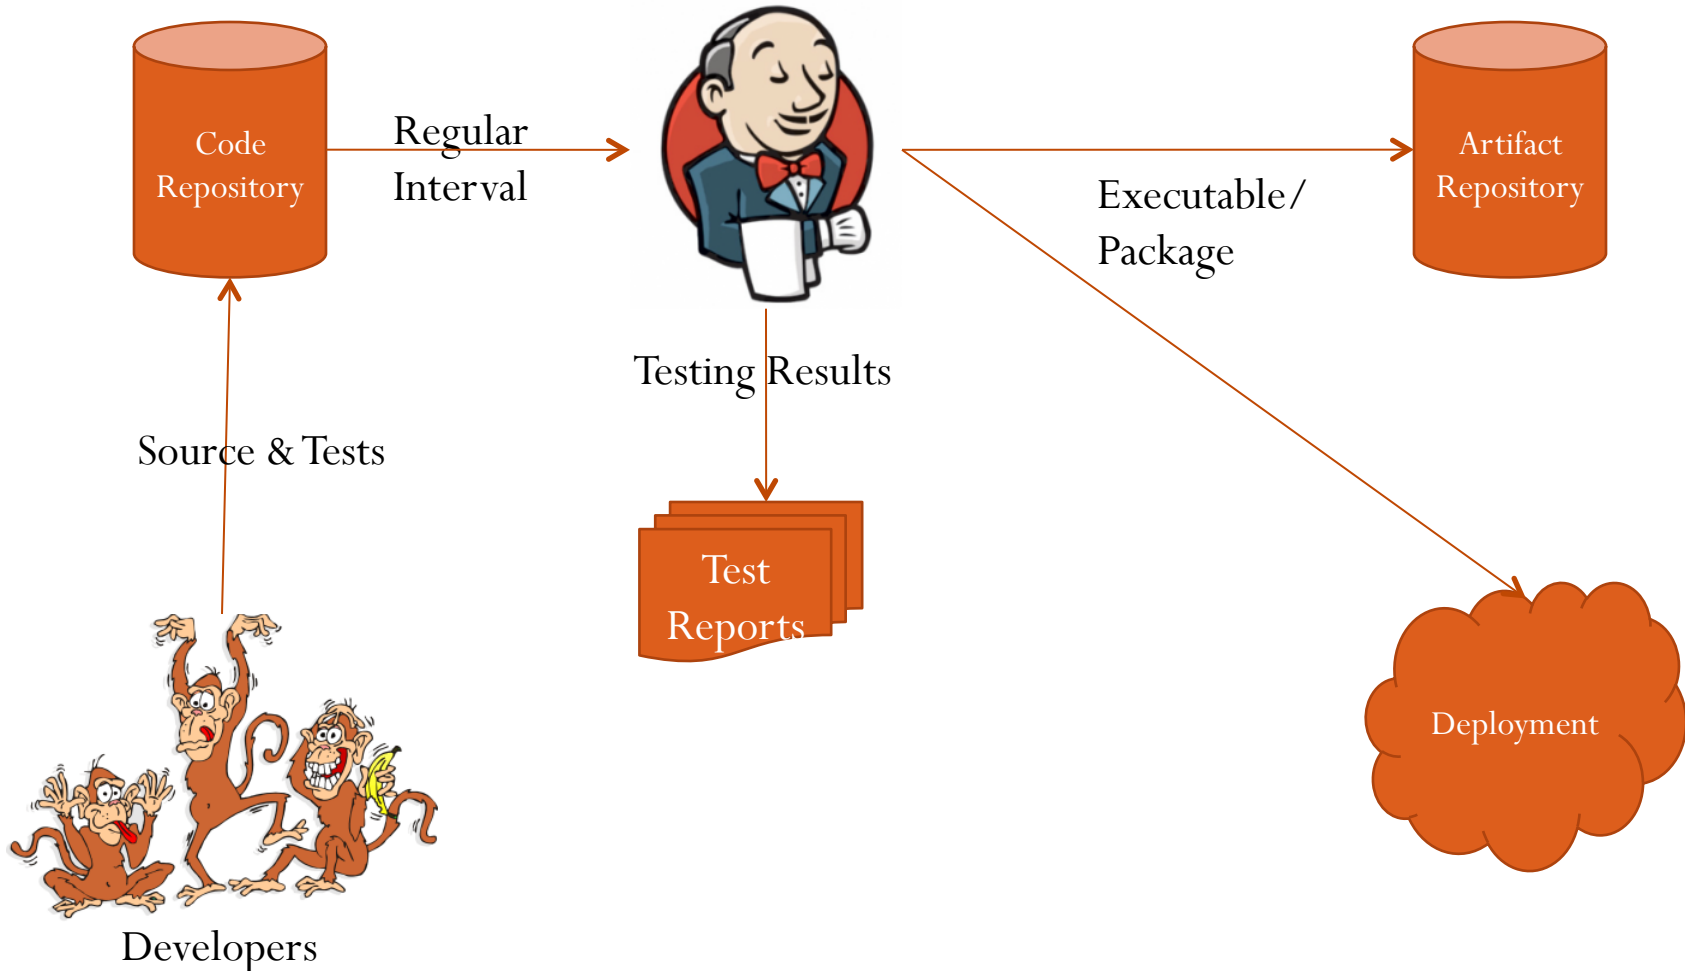 Code
Repository
Regular
Interval
Executable/
Package
Artifact
Repository
Testing Results
Source & Tests
Test
Reports
Deployment
Developers